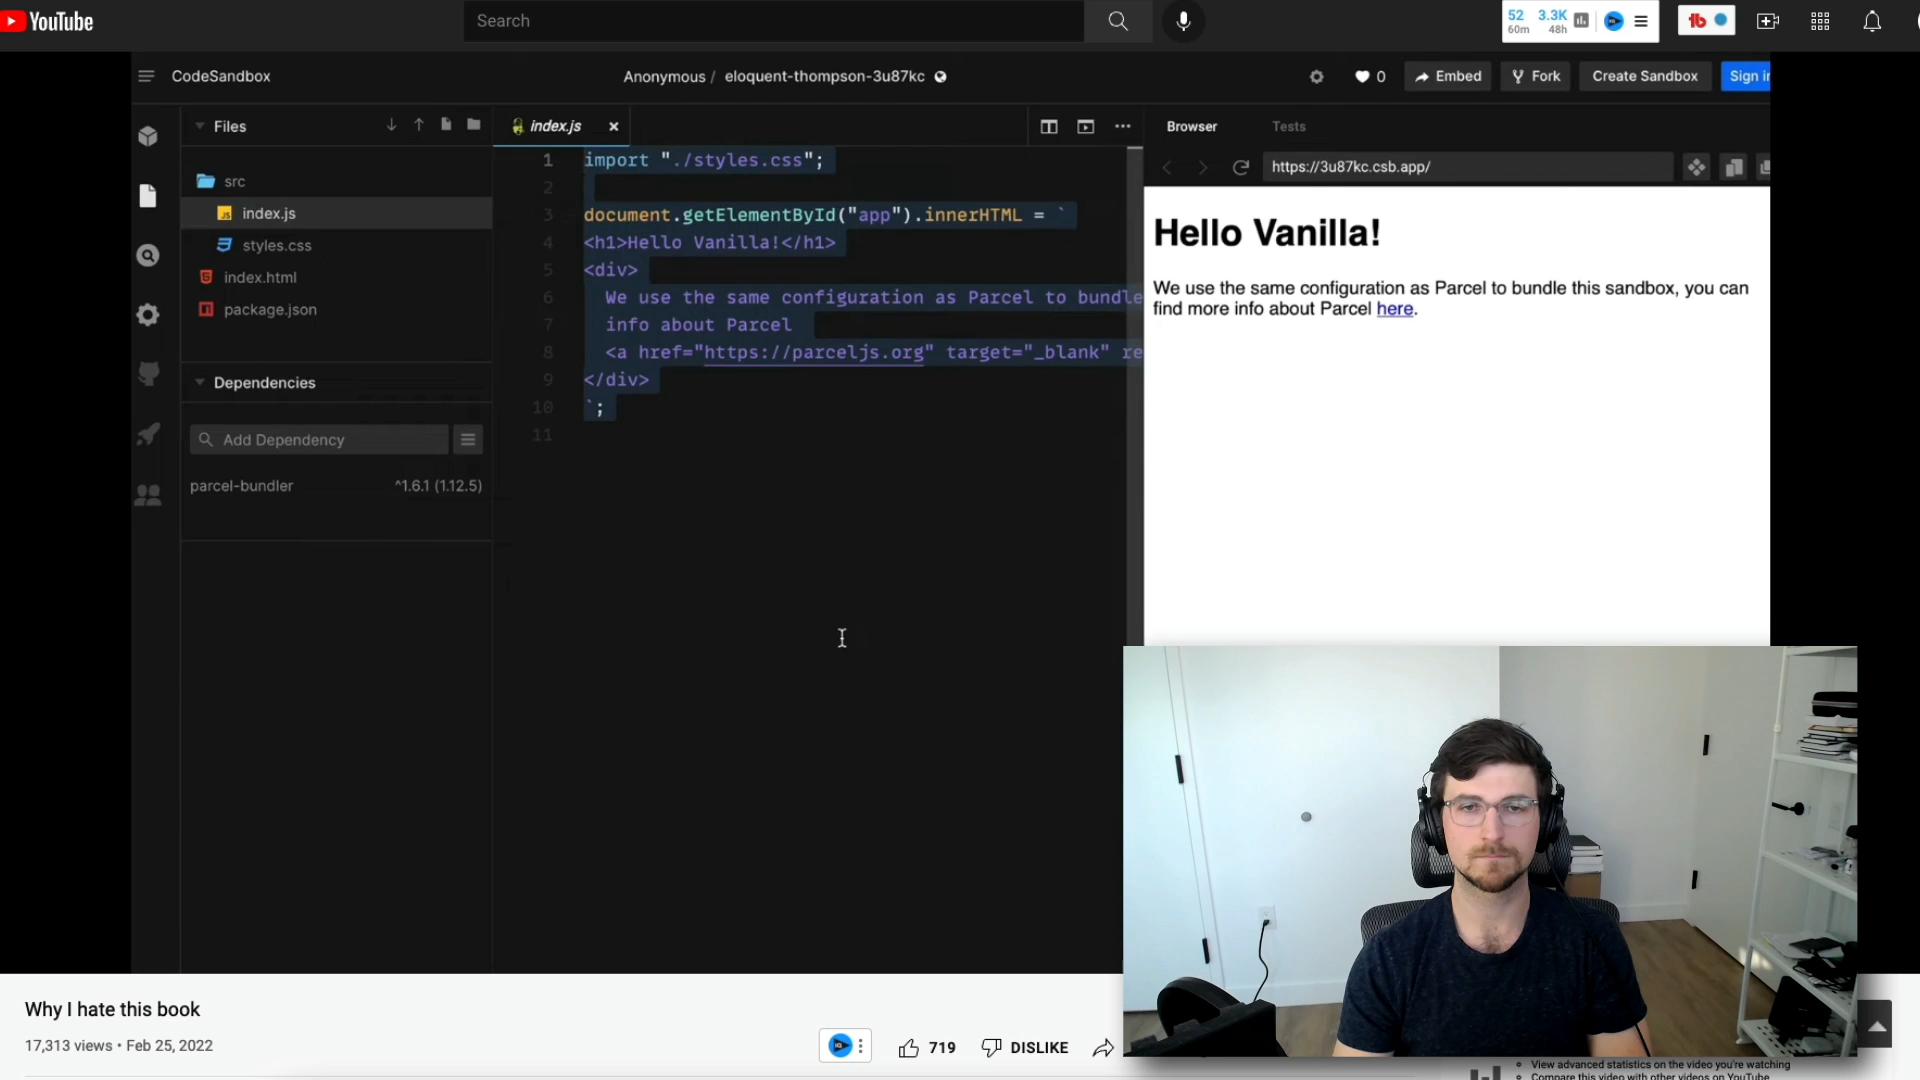 YouTube
Search
52 3.3K
60m 48h
CodeSandbox
Anonymous / eloquent-thompson-3u87kc
0
Embed
Fork
Create Sandbox
Sign in
Files
index.js
Browser
Tests
https://3u87kc.csb.app/
src
index.js
styles.css
index.html
package.json
Dependencies
Add Dependency
parcel-bundler ^1.6.1 (1.12.5)
1 import "./styles.css";
2
3 document.getElementById("app").innerHTML = `
4 <h1>Hello Vanilla!</h1>
5 <div>
6 We use the same configuration as Parcel to bundle
7 info about Parcel
8 <a href="https://parceljs.org" target="_blank" re
9 </div>
10 `;
11
Hello Vanilla!
We use the same configuration as Parcel to bundle this sandbox, you can
find more info about Parcel here.
Why I hate this book
17,313 views • Feb 25, 2022
719
DISLIKE
View advanced statistics on the video you're watching
Compare this video with other videos on YouTube